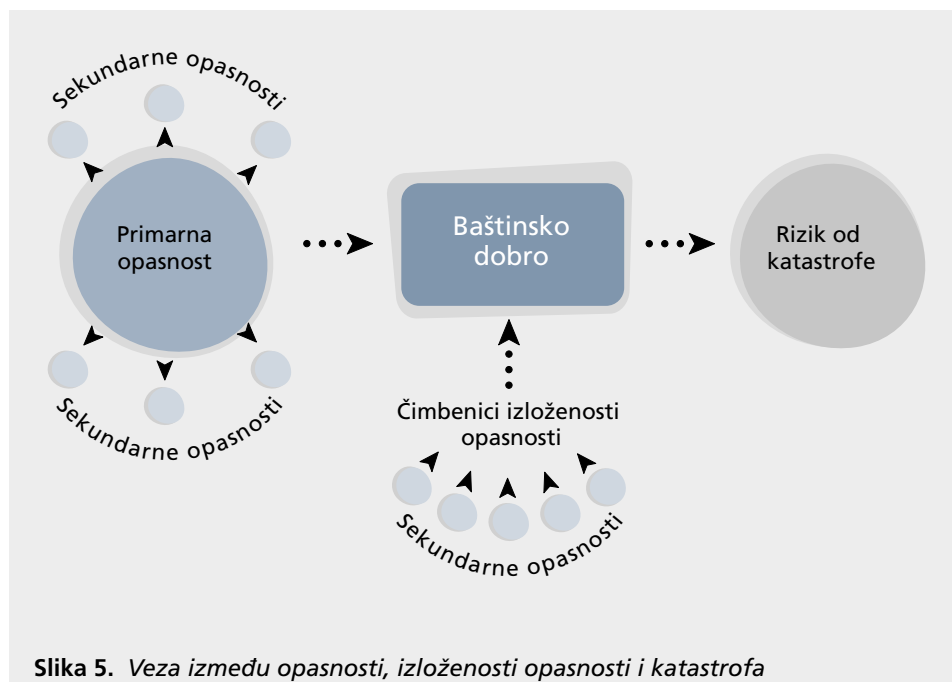 Sekundarne opasnosti
Primarna
opasnost
Sekundarne opasnosti
Baštinsko
dobro
Rizik od
katastrofe
Čimbenici izloženosti
opasnosti
Sekundarne opasnosti
Slika 5. Veza između opasnosti, izloženosti opasnosti i katastrofa